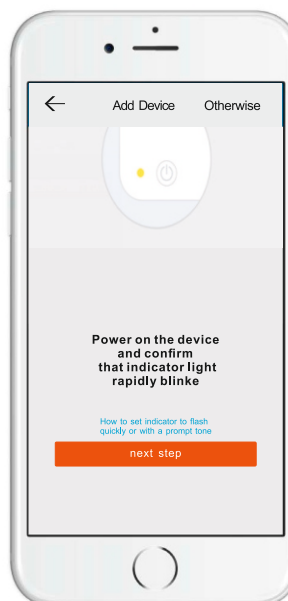 Add Device Otherwise
Power on the device
and confirm
that indicator light
rapidly blinke
How to set indicator to flash
quickly or with a prompt tone
next step